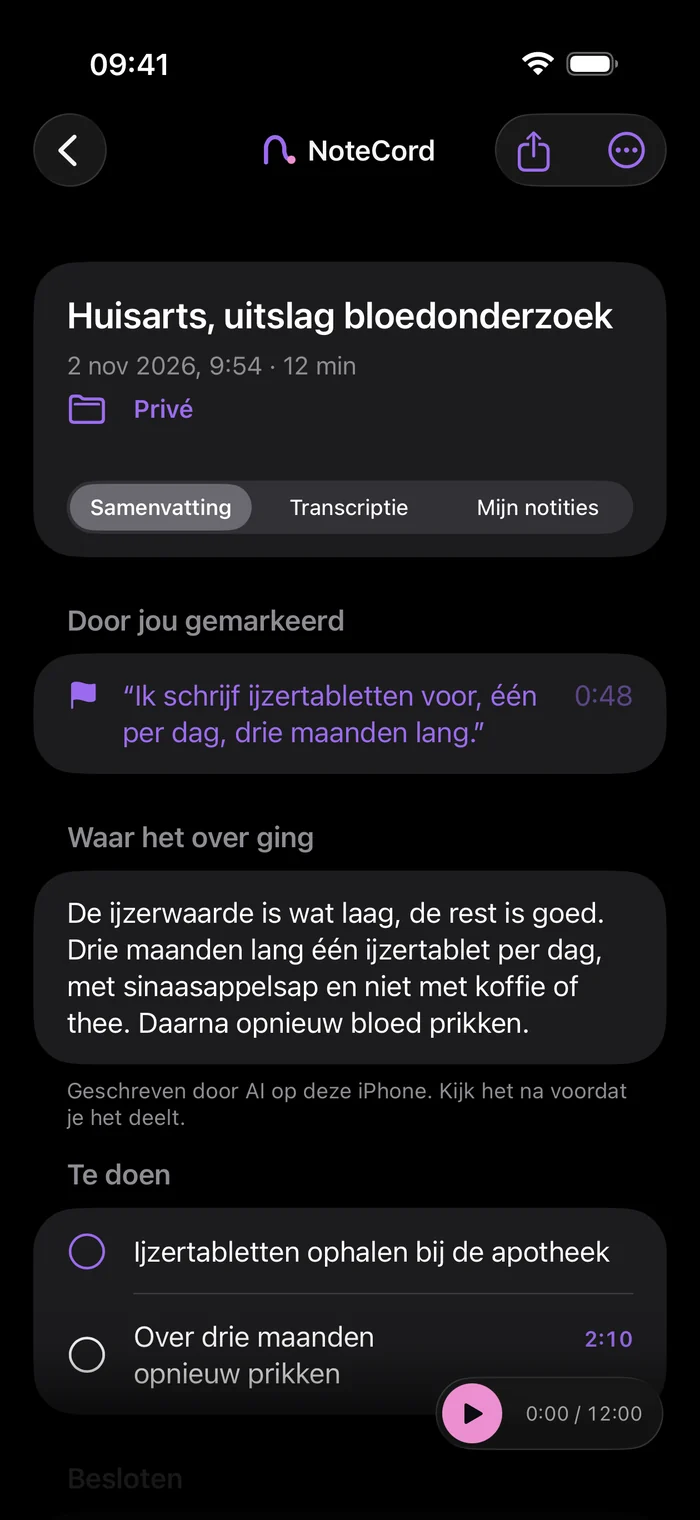 09:41
NoteCord
Huisarts, uitslag bloedonderzoek
2 nov 2026, 9:54 · 12 min
Privé
Samenvatting
Transcriptie
Mijn notities
Door jou gemarkeerd
“Ik schrijf ijzertabletten voor, één
per dag, drie maanden lang.”
0:48
Waar het over ging
De ijzerwaarde is wat laag, de rest is goed.
Drie maanden lang één ijzertablet per dag,
met sinaasappelsap en niet met koffie of
thee. Daarna opnieuw bloed prikken.
Geschreven door AI op deze iPhone. Kijk het na voordat
je het deelt.
Te doen
Ijzertabletten ophalen bij de apotheek
Over drie maanden
opnieuw prikken
2:10
0:00 / 12:00
Besloten